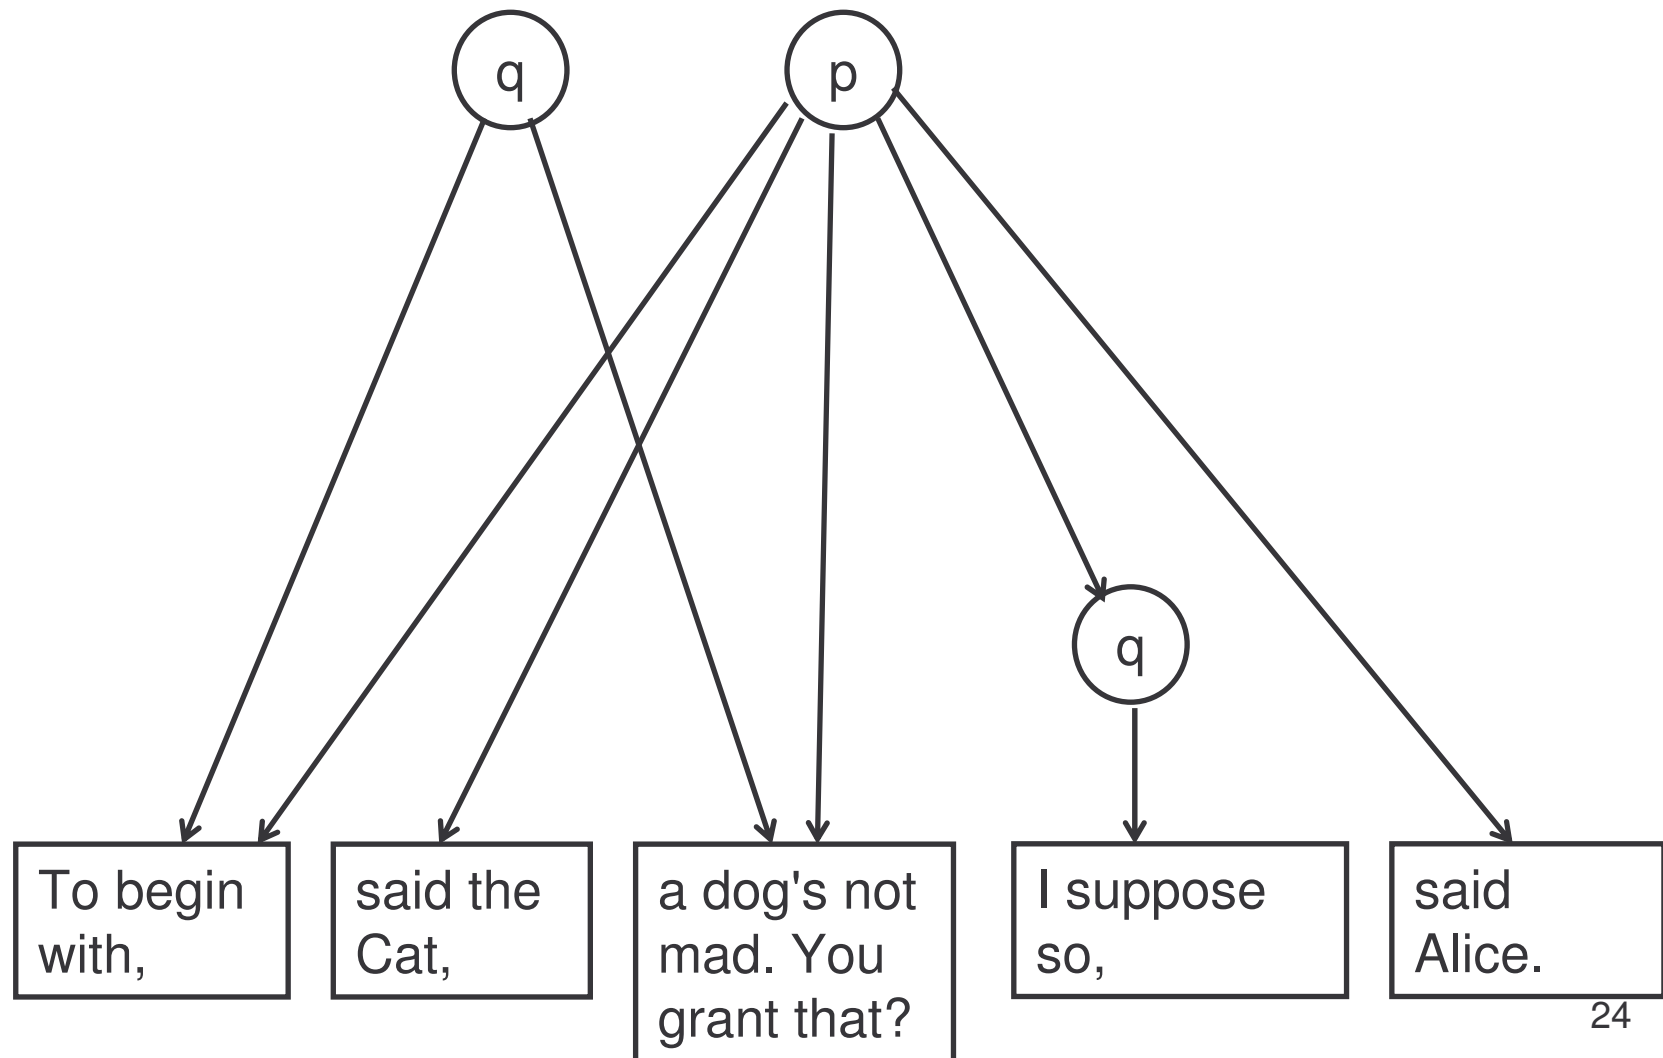 q
p
q
To begin
with,
said the
Cat,
a dog's not
mad. You
grant that?
I suppose
so,
said
Alice.
24